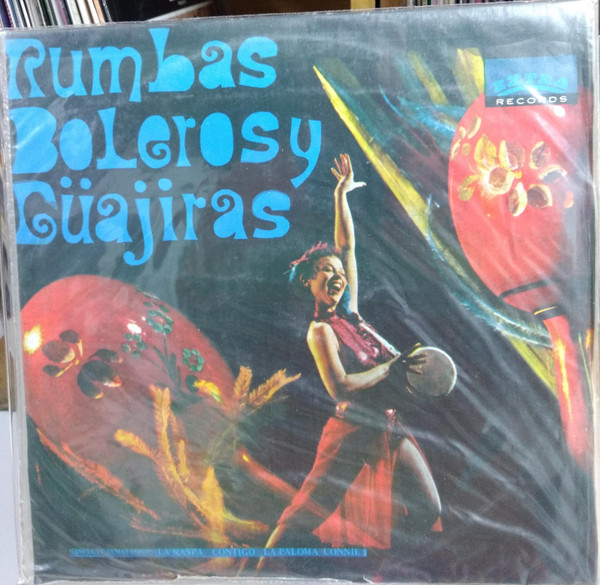 Rumbas
Boleros y
Güajiras
RECORDS
LA RASPA CONTIGO LA PALOMA CONNIE